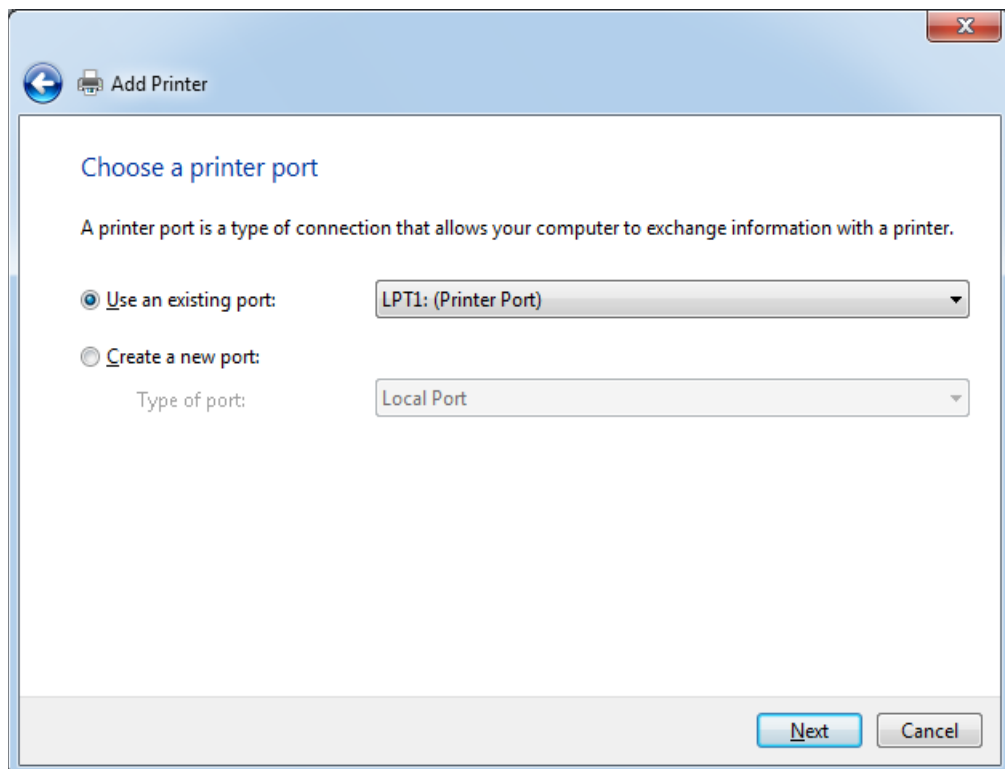 Add Printer
Choose a printer port
A printer port is a type of connection that allows your computer to exchange information with a printer.
Use an existing port: LPT1: (Printer Port)
Create a new port:
Type of port: Local Port
Next Cancel